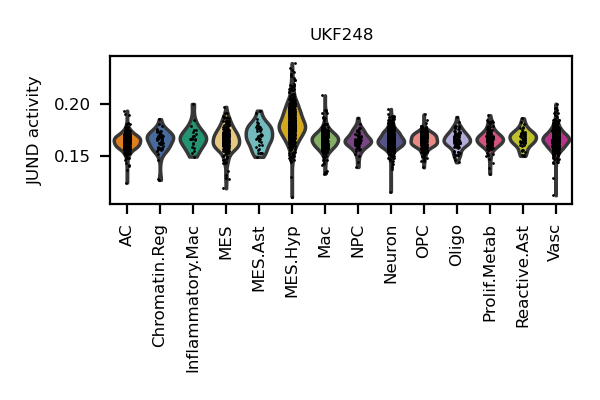 UKF248
JUND activity
0.20
0.15
AC
Chromatin.Reg
Inflammatory.Mac
MES
MES.Ast
MES.Hyp
Mac
NPC
Neuron
OPC
Oligo
Prolif.Metab
Reactive.Ast
Vasc